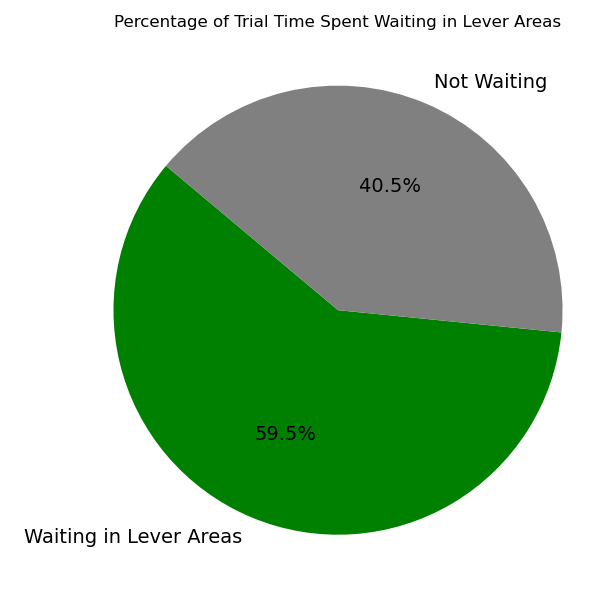 Percentage of Trial Time Spent Waiting in Lever Areas
Not Waiting
40.5%
59.5%
Waiting in Lever Areas